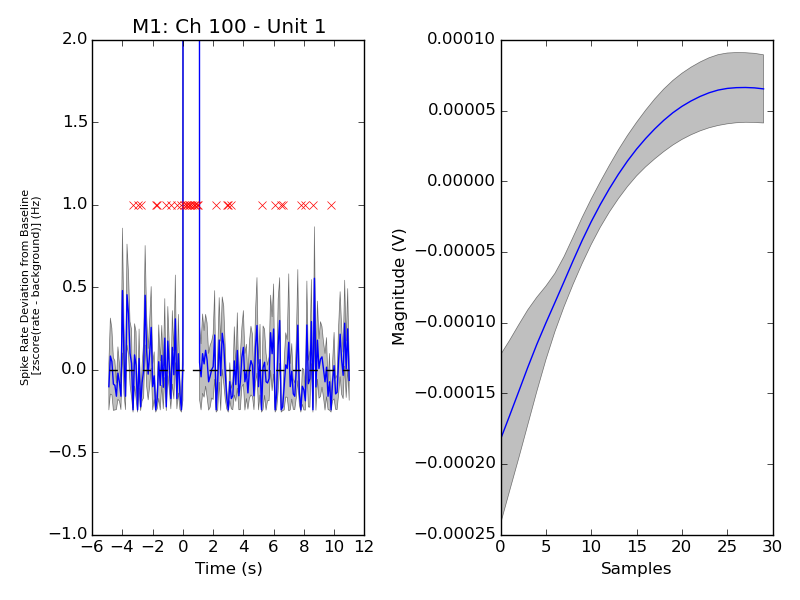 M1: Ch 100 - Unit 1
2.0
1.5
1.0
0.5
0.0
−0.5
−1.0
−6 −4 −2 0 2 4 6 8 10 12
Time (s)
Spike Rate Deviation from Baseline
[zscore(rate - background)] (Hz)
0.00010
0.00005
0.00000
−0.00005
−0.00010
−0.00015
−0.00020
−0.00025
0 5 10 15 20 25 30
Samples
Magnitude (V)